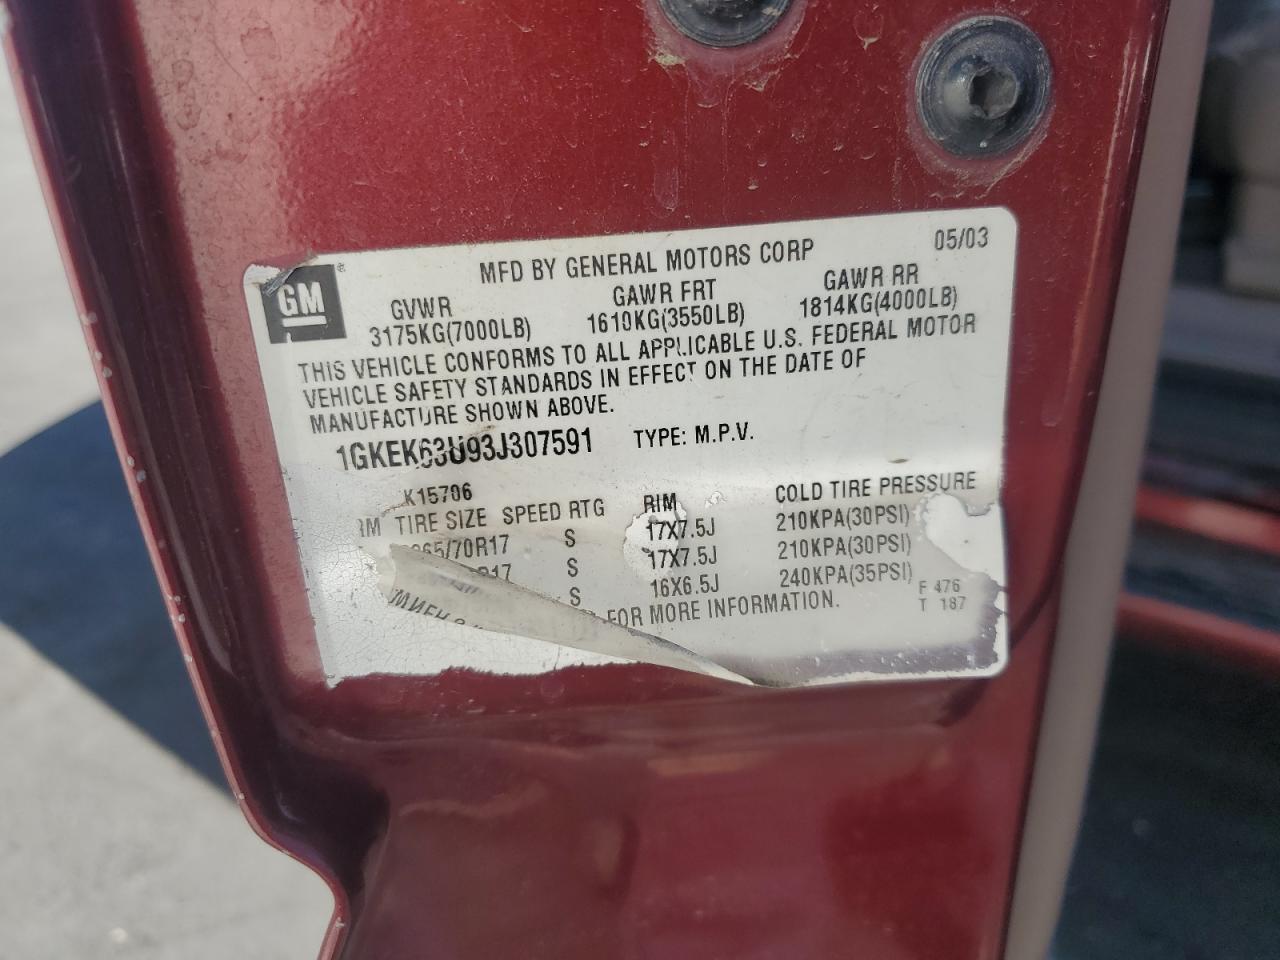 GM ®
MFD BY GENERAL MOTORS CORP 05/03
GVWR GAWR FRT GAWR RR
3175KG(7000LB) 1610KG(3550LB) 1814KG(4000LB)
THIS VEHICLE CONFORMS TO ALL APPLICABLE U.S. FEDERAL MOTOR
VEHICLE SAFETY STANDARDS IN EFFECT ON THE DATE OF
MANUFACTURE SHOWN ABOVE.
1GKEK63U93J307591 TYPE: M.P.V.
K15706
TIRE SIZE SPEED RTG RIM COLD TIRE PRESSURE
65/70R17 S 17X7.5J 210KPA(30PSI)
R17 S 17X7.5J 210KPA(30PSI)
S 16X6.5J 240KPA(35PSI)
FOR MORE INFORMATION.
F 476
T 187